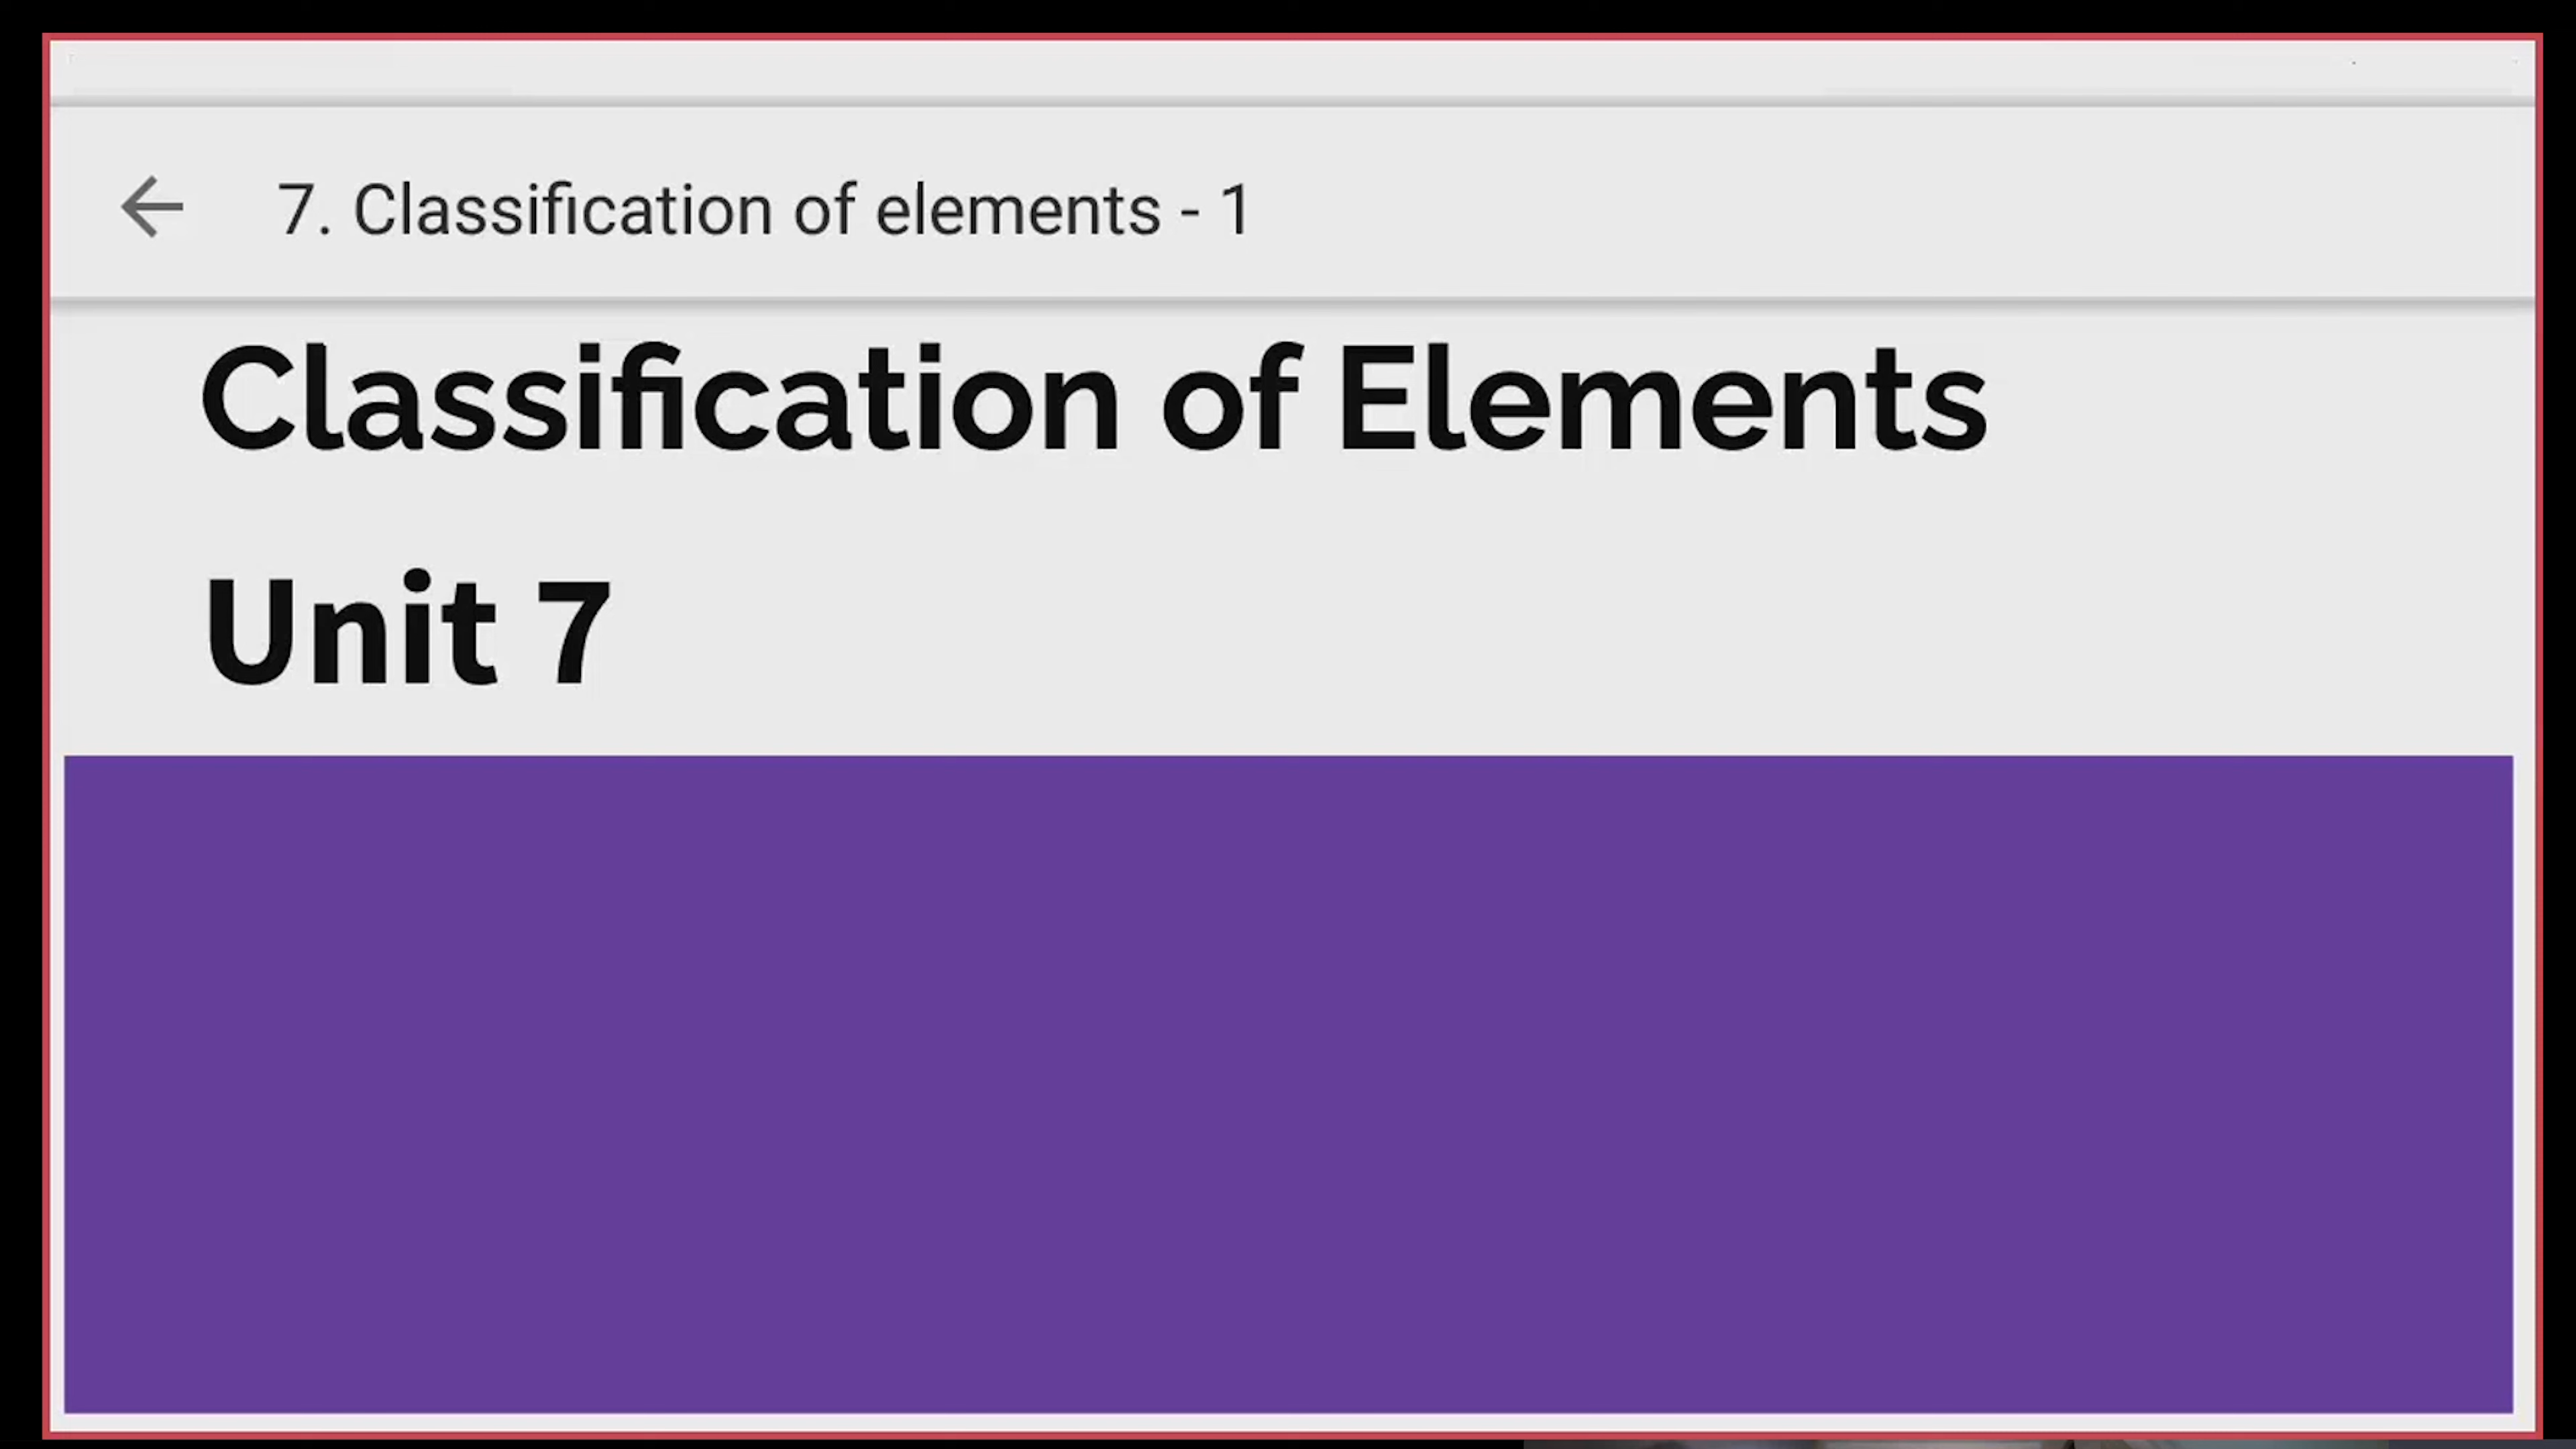 7. Classification of elements - 1
Classification of Elements
Unit 7